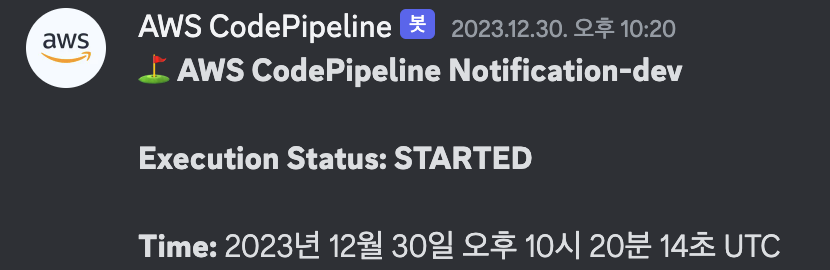 aws
AWS CodePipeline 봇 2023.12.30. 오후 10:20
⛳ AWS CodePipeline Notification-dev
Execution Status: STARTED
Time: 2023년 12월 30일 오후 10시 20분 14초 UTC